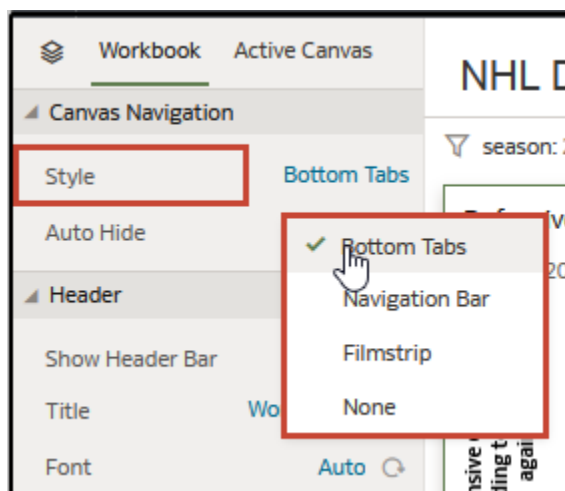 Workbook Active Canvas
NHL
Canvas Navigation
season:
Style Bottom Tabs
Auto Hide
Bottom Tabs
Header
Navigation Bar
Show Header Bar
Filmstrip
Title
None
Font Auto